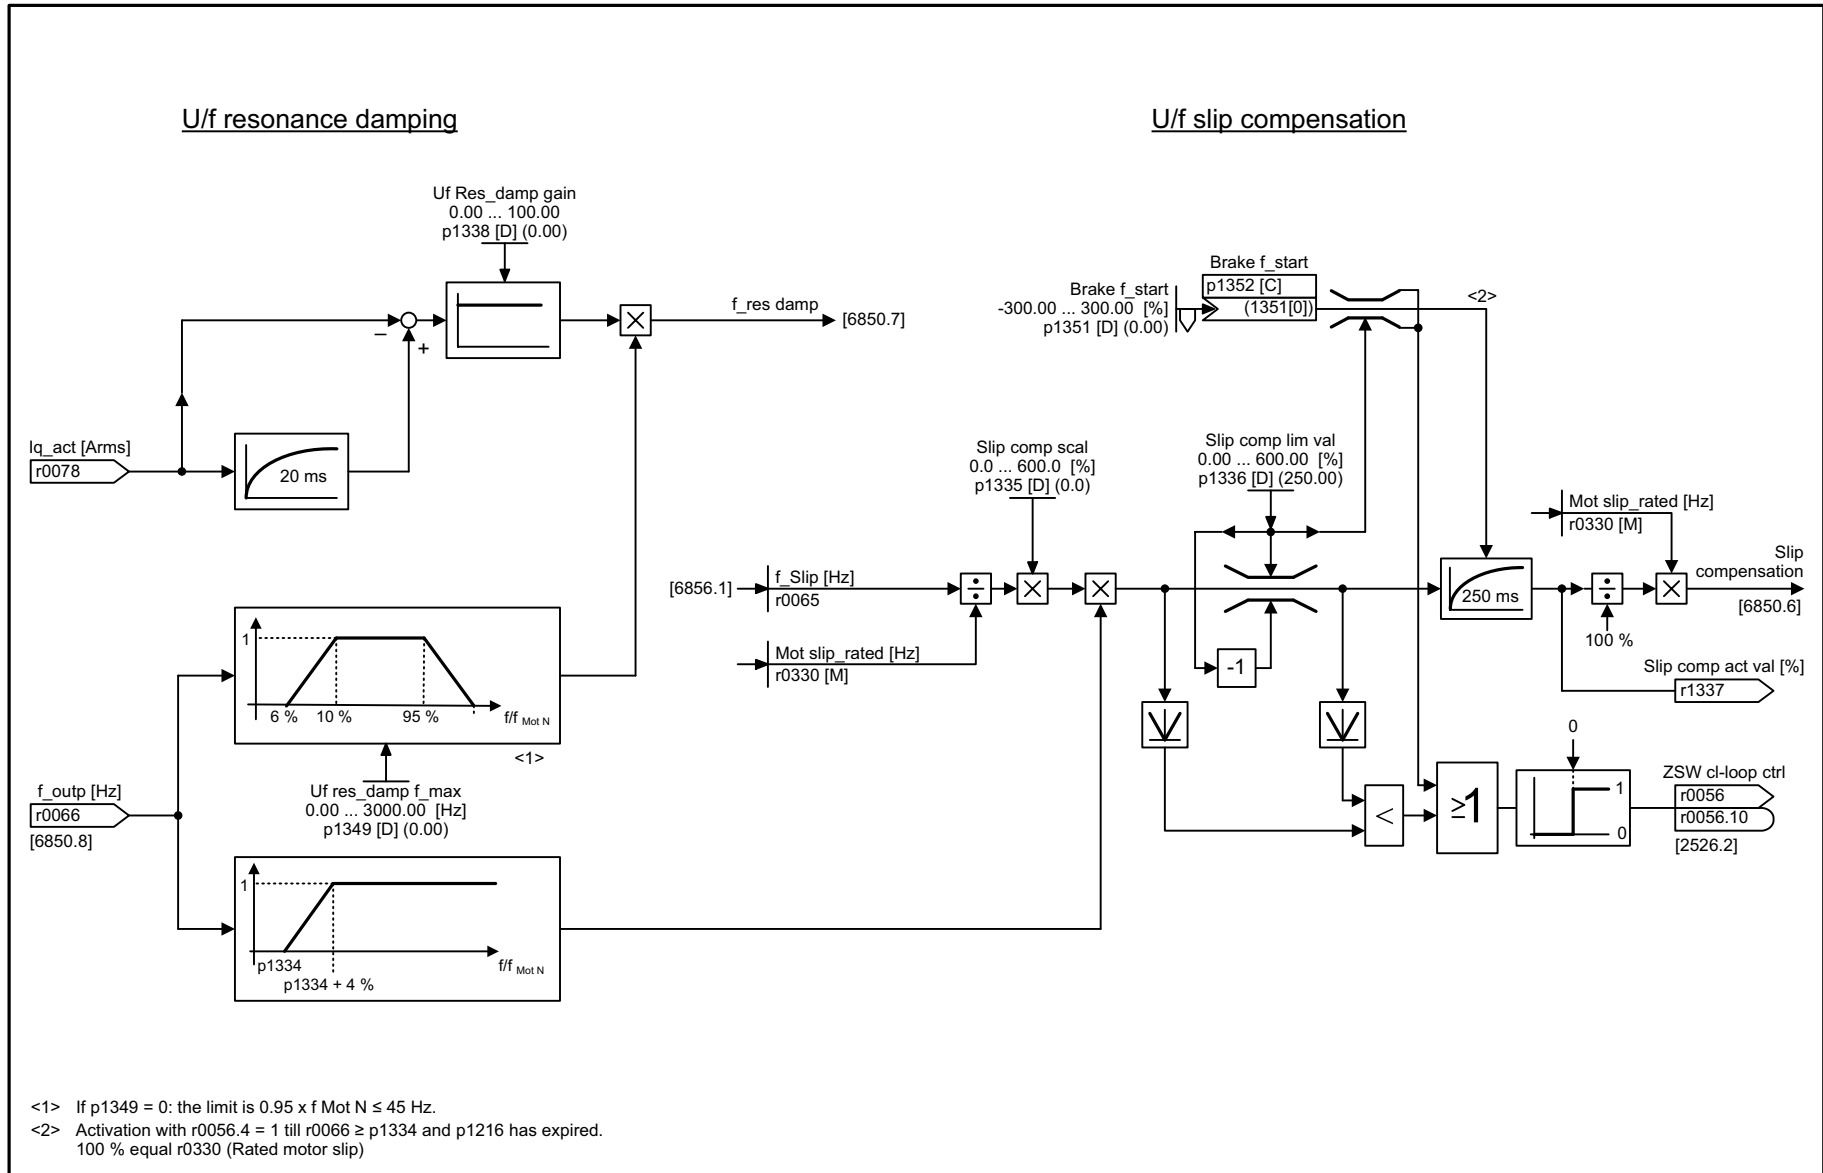 U/f resonance damping
U/f slip compensation
Uf Res_damp gain
0.00 ... 100.00
p1338 [D] (0.00)
f_res damp
[6850.7]
−
+
Iq_act [Arms]
r0078
20 ms
1
6 %
10 %
95 %
f/f Mot N
<1>
Uf res_damp f_max
0.00 ... 3000.00 [Hz]
p1349 [D] (0.00)
f_outp [Hz]
r0066
[6850.8]
1
p1334
p1334 + 4 %
f/f Mot N
Brake f_start
-300.00 ... 300.00 [%]
p1351 [D] (0.00)
Brake f_start
p1352 [C]
(1351[0])
<2>
Slip comp scal
0.0 ... 600.0 [%]
p1335 [D] (0.0)
Slip comp lim val
0.00 ... 600.00 [%]
p1336 [D] (250.00)
Mot slip_rated [Hz]
r0330 [M]
[6856.1]
f_Slip [Hz]
r0065
÷
×
×
Mot slip_rated [Hz]
r0330 [M]
-1
250 ms
÷
×
100 %
Slip
compensation
[6850.6]
Slip comp act val [%]
r1337
<
≥1
0
1
0
ZSW cl-loop ctrl
r0056
r0056.10
[2526.2]
<1> If p1349 = 0: the limit is 0.95 x f Mot N ≤ 45 Hz.
<2> Activation with r0056.4 = 1 till r0066 ≥ p1334 and p1216 has expired.
100 % equal r0330 (Rated motor slip)